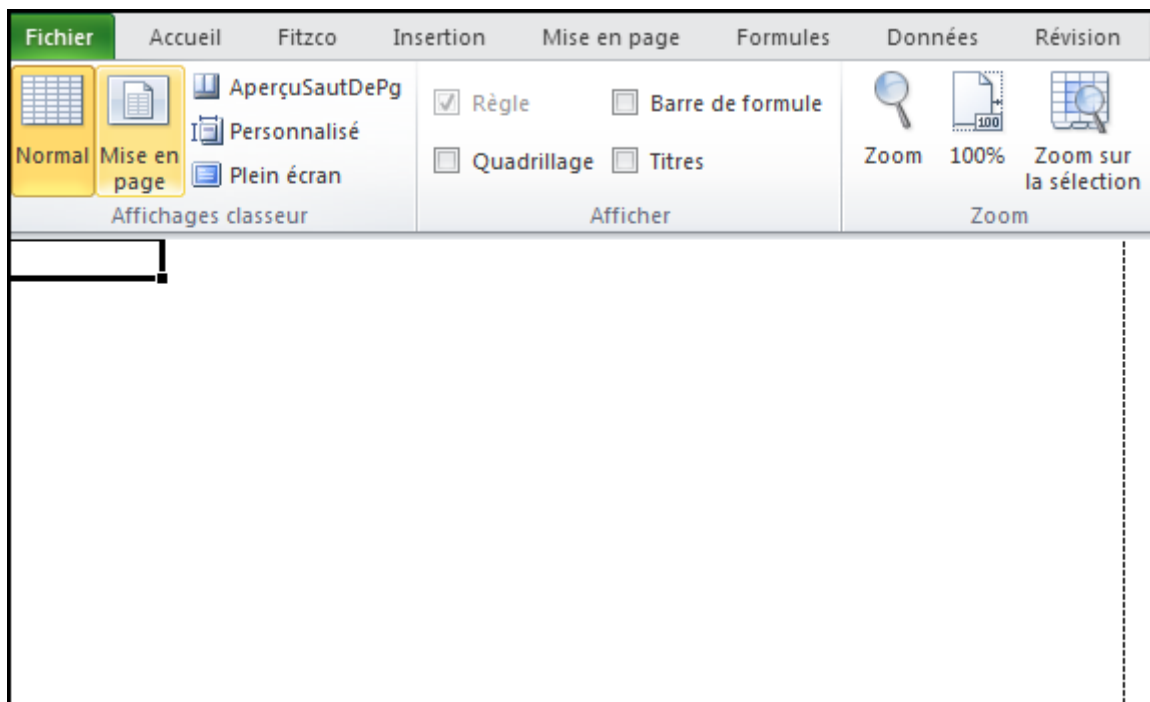 Fichier Accueil Fitzco Insertion Mise en page Formules Données Révision
Normal
Mise en
page
AperçuSautDePg
Personnalisé
Plein écran
Affichages classeur
Règle
Barre de formule
Quadrillage
Titres
Afficher
Zoom
100
100%
Zoom sur
la sélection
Zoom